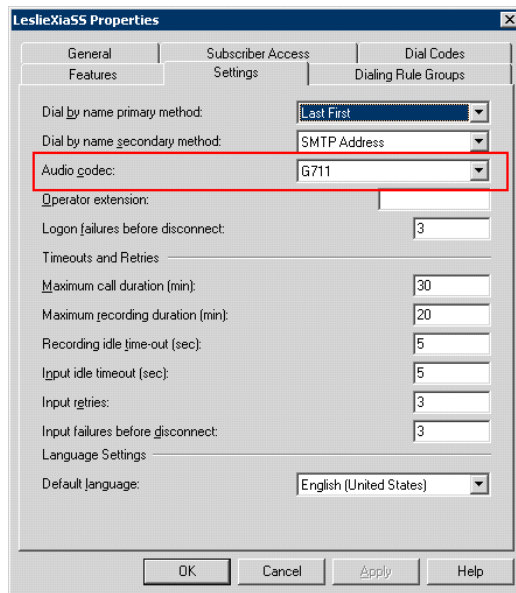 LeslieXiaSS Properties
General Subscriber Access Dial Codes
Features Settings Dialing Rule Groups
Dial by name primary method: Last First
Dial by name secondary method: SMTP Address
Audio codec: G711
Operator extension:
Logon failures before disconnect: 3
Timeouts and Retries
Maximum call duration (min): 30
Maximum recording duration (min): 20
Recording idle time-out (sec): 5
Input idle timeout (sec): 5
Input retries: 3
Input failures before disconnect: 3
Language Settings
Default language: English (United States)
OK Cancel Apply Help